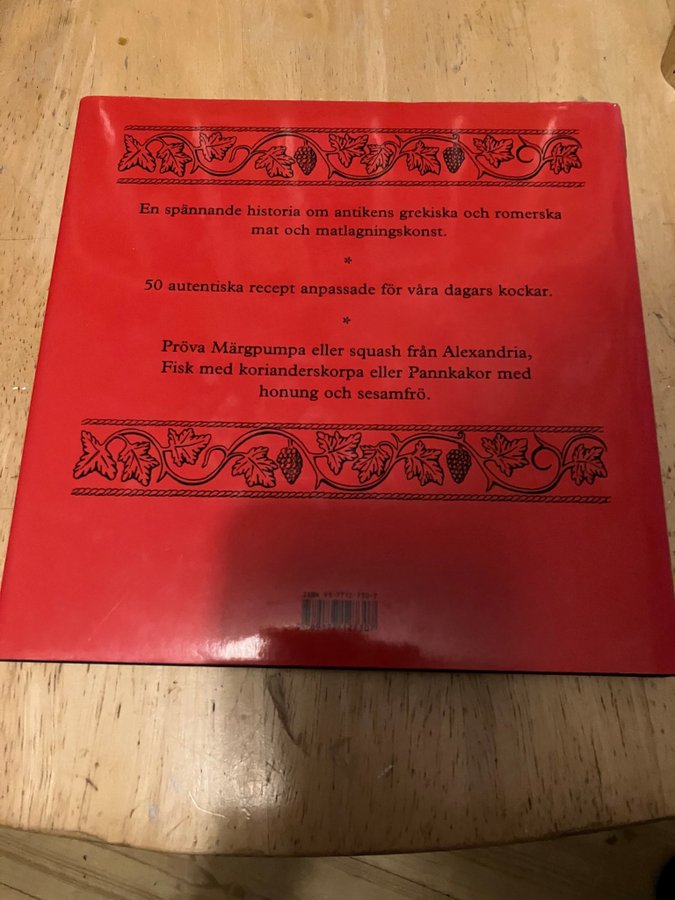 En spännande historia om antikens grekiska och romerska
mat och matlagningskonst.
*
50 autentiska recept anpassade för våra dagars kockar.
*
Pröva Märgpumpa eller squash från Alexandria,
Fisk med korianderskorpa eller Pannkakor med
honung och sesamfrö.
ISBN